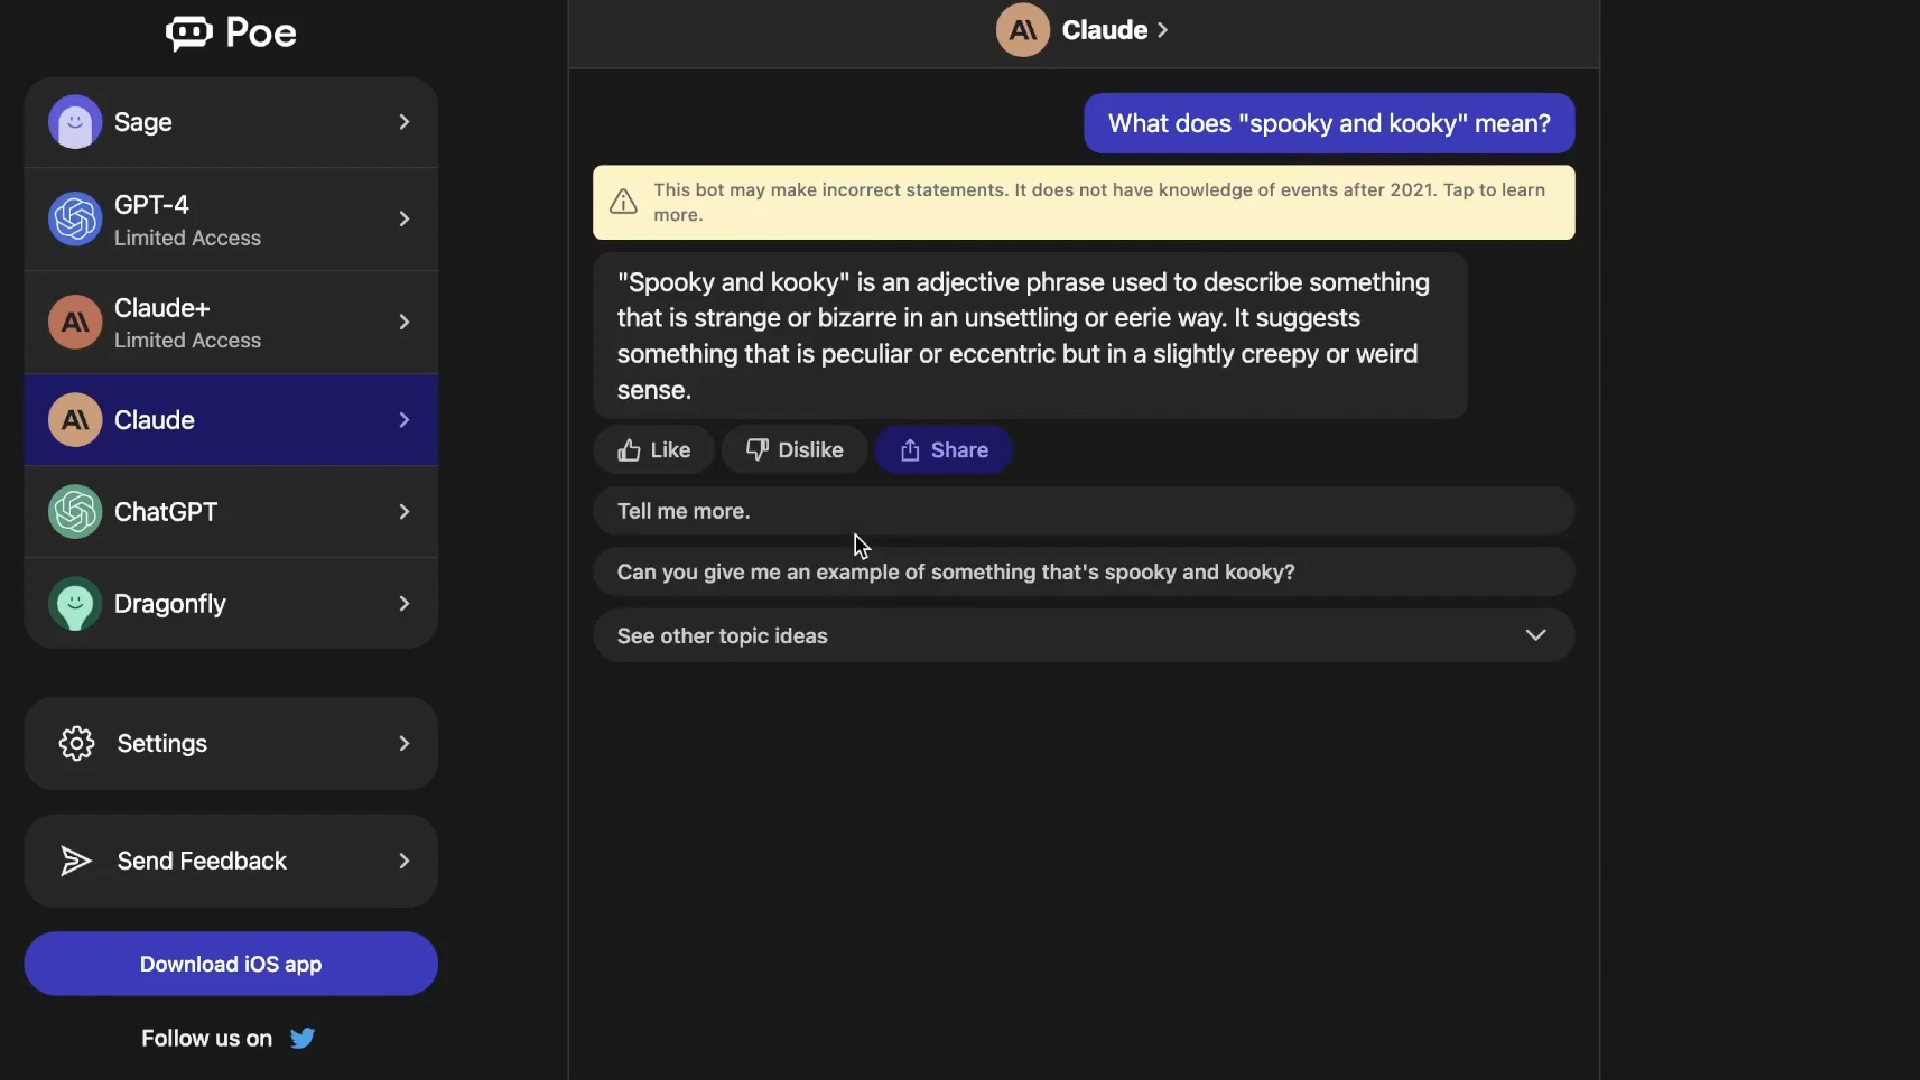 Poe
Sage
GPT-4
Limited Access
Claude+
Limited Access
Claude
ChatGPT
Dragonfly
Settings
Send Feedback
Download iOS app
Follow us on
Claude
What does "spooky and kooky" mean?
This bot may make incorrect statements. It does not have knowledge of events after 2021. Tap to learn
more.
"Spooky and kooky" is an adjective phrase used to describe something
that is strange or bizarre in an unsettling or eerie way. It suggests
something that is peculiar or eccentric but in a slightly creepy or weird
sense.
Like
Dislike
Share
Tell me more.
Can you give me an example of something that's spooky and kooky?
See other topic ideas